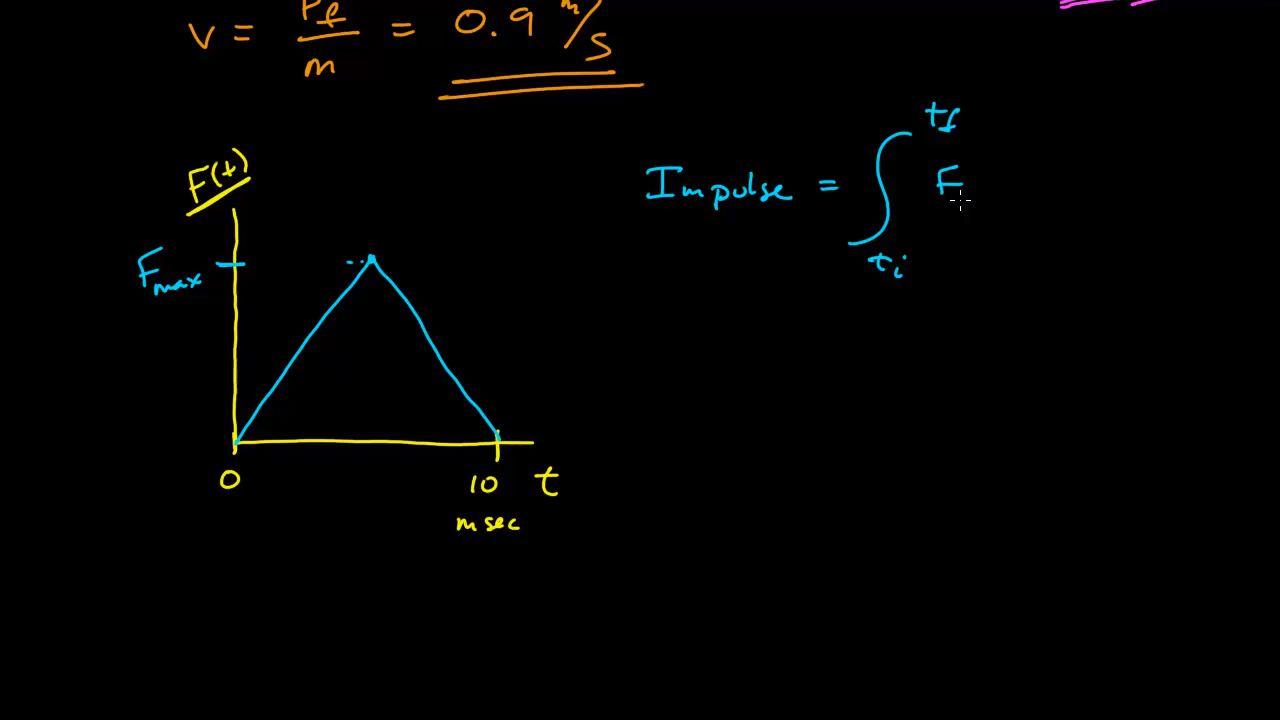 v = Pf / m = 0.9 m/s
F(t)
Fmax
0
10
msec
t
Impulse = ∫ ti tf F